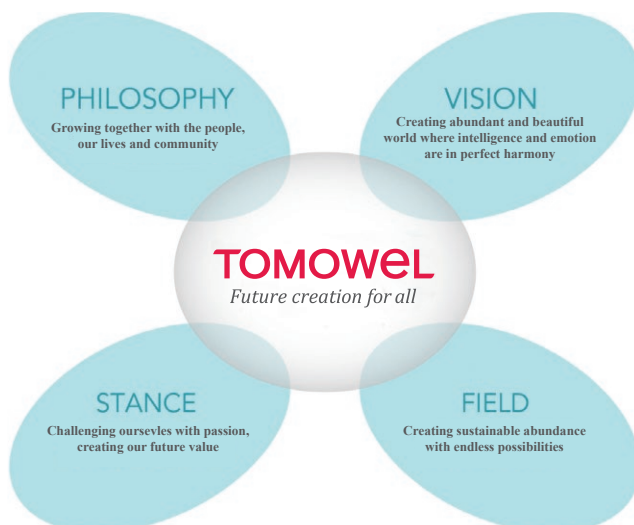 PHILOSOPHY
Growing together with the people,
our lives and community
VISION
Creating abundant and beautiful
world where intelligence and emotion
are in perfect harmony
TOMOWEL
Future creation for all
STANCE
Challenging oursevles with passion,
creating our future value
FIELD
Creating sustainable abundance
with endless possibilities